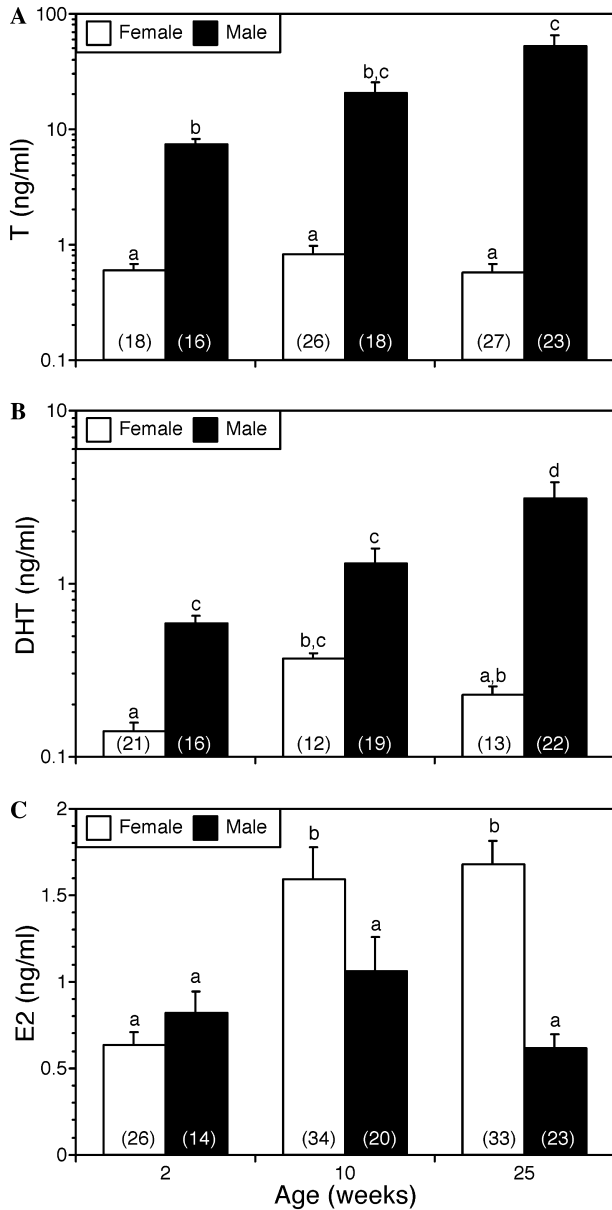 A
Female Male
100
10
1
0.1
T (ng/ml)
a b a b,c a c
(18) (16) (26) (18) (27) (23)
B
Female Male
10
1
0.1
DHT (ng/ml)
a c b,c c a,b d
(21) (16) (12) (19) (13) (22)
C
Female Male
2
1.5
1
0.5
0
E2 (ng/ml)
a a b a b a
(26) (14) (34) (20) (33) (23)
2 10 25
Age (weeks)